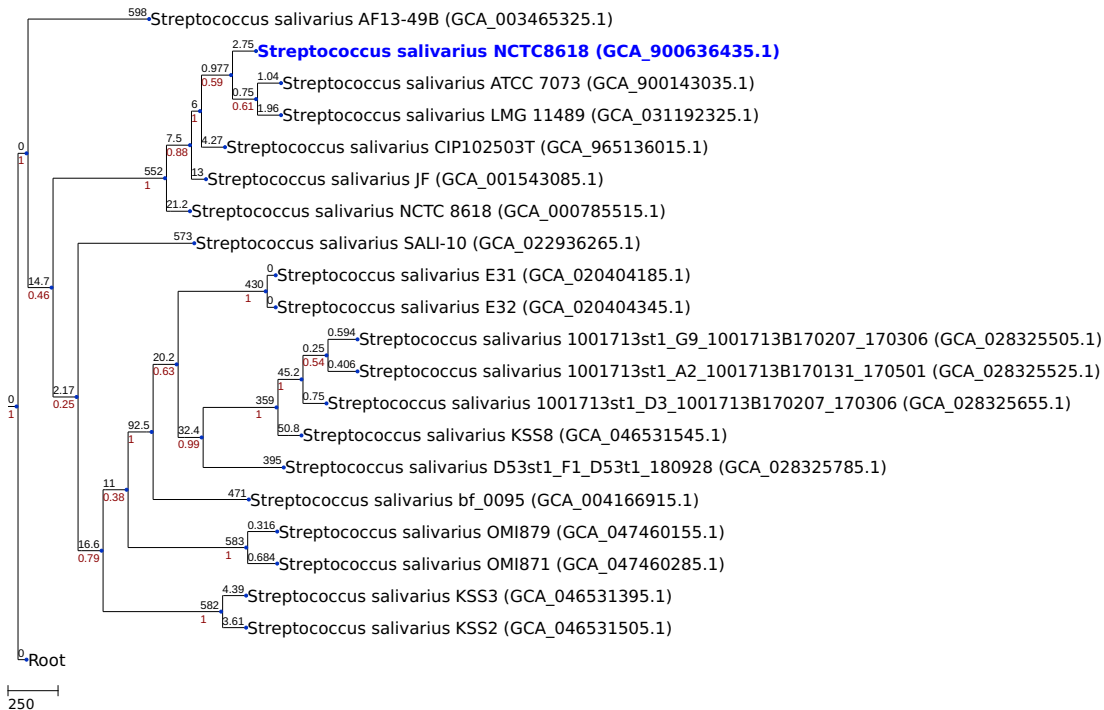 598 Streptococcus salivarius AF13-49B (GCA_003465325.1)
2.75 Streptococcus salivarius NCTC8618 (GCA_900636435.1)
0.977
0.59
1.04 Streptococcus salivarius ATCC 7073 (GCA_900143035.1)
0.75
0.61
6
1
1.96 Streptococcus salivarius LMG 11489 (GCA_031192325.1)
7.5
0.88
4.27 Streptococcus salivarius CIP102503T (GCA_965136015.1)
0
1
552
1
13 Streptococcus salivarius JF (GCA_001543085.1)
21.2 Streptococcus salivarius NCTC 8618 (GCA_000785515.1)
573 Streptococcus salivarius SALI-10 (GCA_022936265.1)
0 Streptococcus salivarius E31 (GCA_020404185.1)
14.7
0.46
430
1
0 Streptococcus salivarius E32 (GCA_020404345.1)
0.594 Streptococcus salivarius 1001713st1_G9_1001713B170207_170306 (GCA_028325505.1)
0.25
0.54
20.2
0.63
0.406 Streptococcus salivarius 1001713st1_A2_1001713B170131_170501 (GCA_028325525.1)
45.2
1
2.17
0.25
0.75 Streptococcus salivarius 1001713st1_D3_1001713B170207_170306 (GCA_028325655.1)
0
1
359
1
92.5
1
32.4
0.99
50.8 Streptococcus salivarius KSS8 (GCA_046531545.1)
395 Streptococcus salivarius D53st1_F1_D53t1_180928 (GCA_028325785.1)
11
0.38
471 Streptococcus salivarius bf_0095 (GCA_004166915.1)
0.316 Streptococcus salivarius OMI879 (GCA_047460155.1)
16.6
0.79
583
1
0.684 Streptococcus salivarius OMI871 (GCA_047460285.1)
4.39 Streptococcus salivarius KSS3 (GCA_046531395.1)
582
1
3.61 Streptococcus salivarius KSS2 (GCA_046531505.1)
0 Root
250